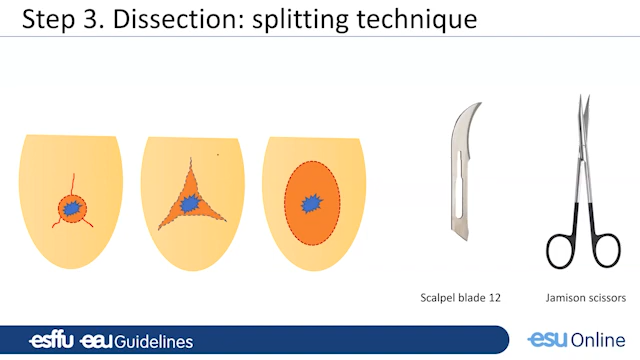 Step 3. Dissection: splitting technique
Scalpel blade 12
Jamison scissors
esffu eau Guidelines
esu Online